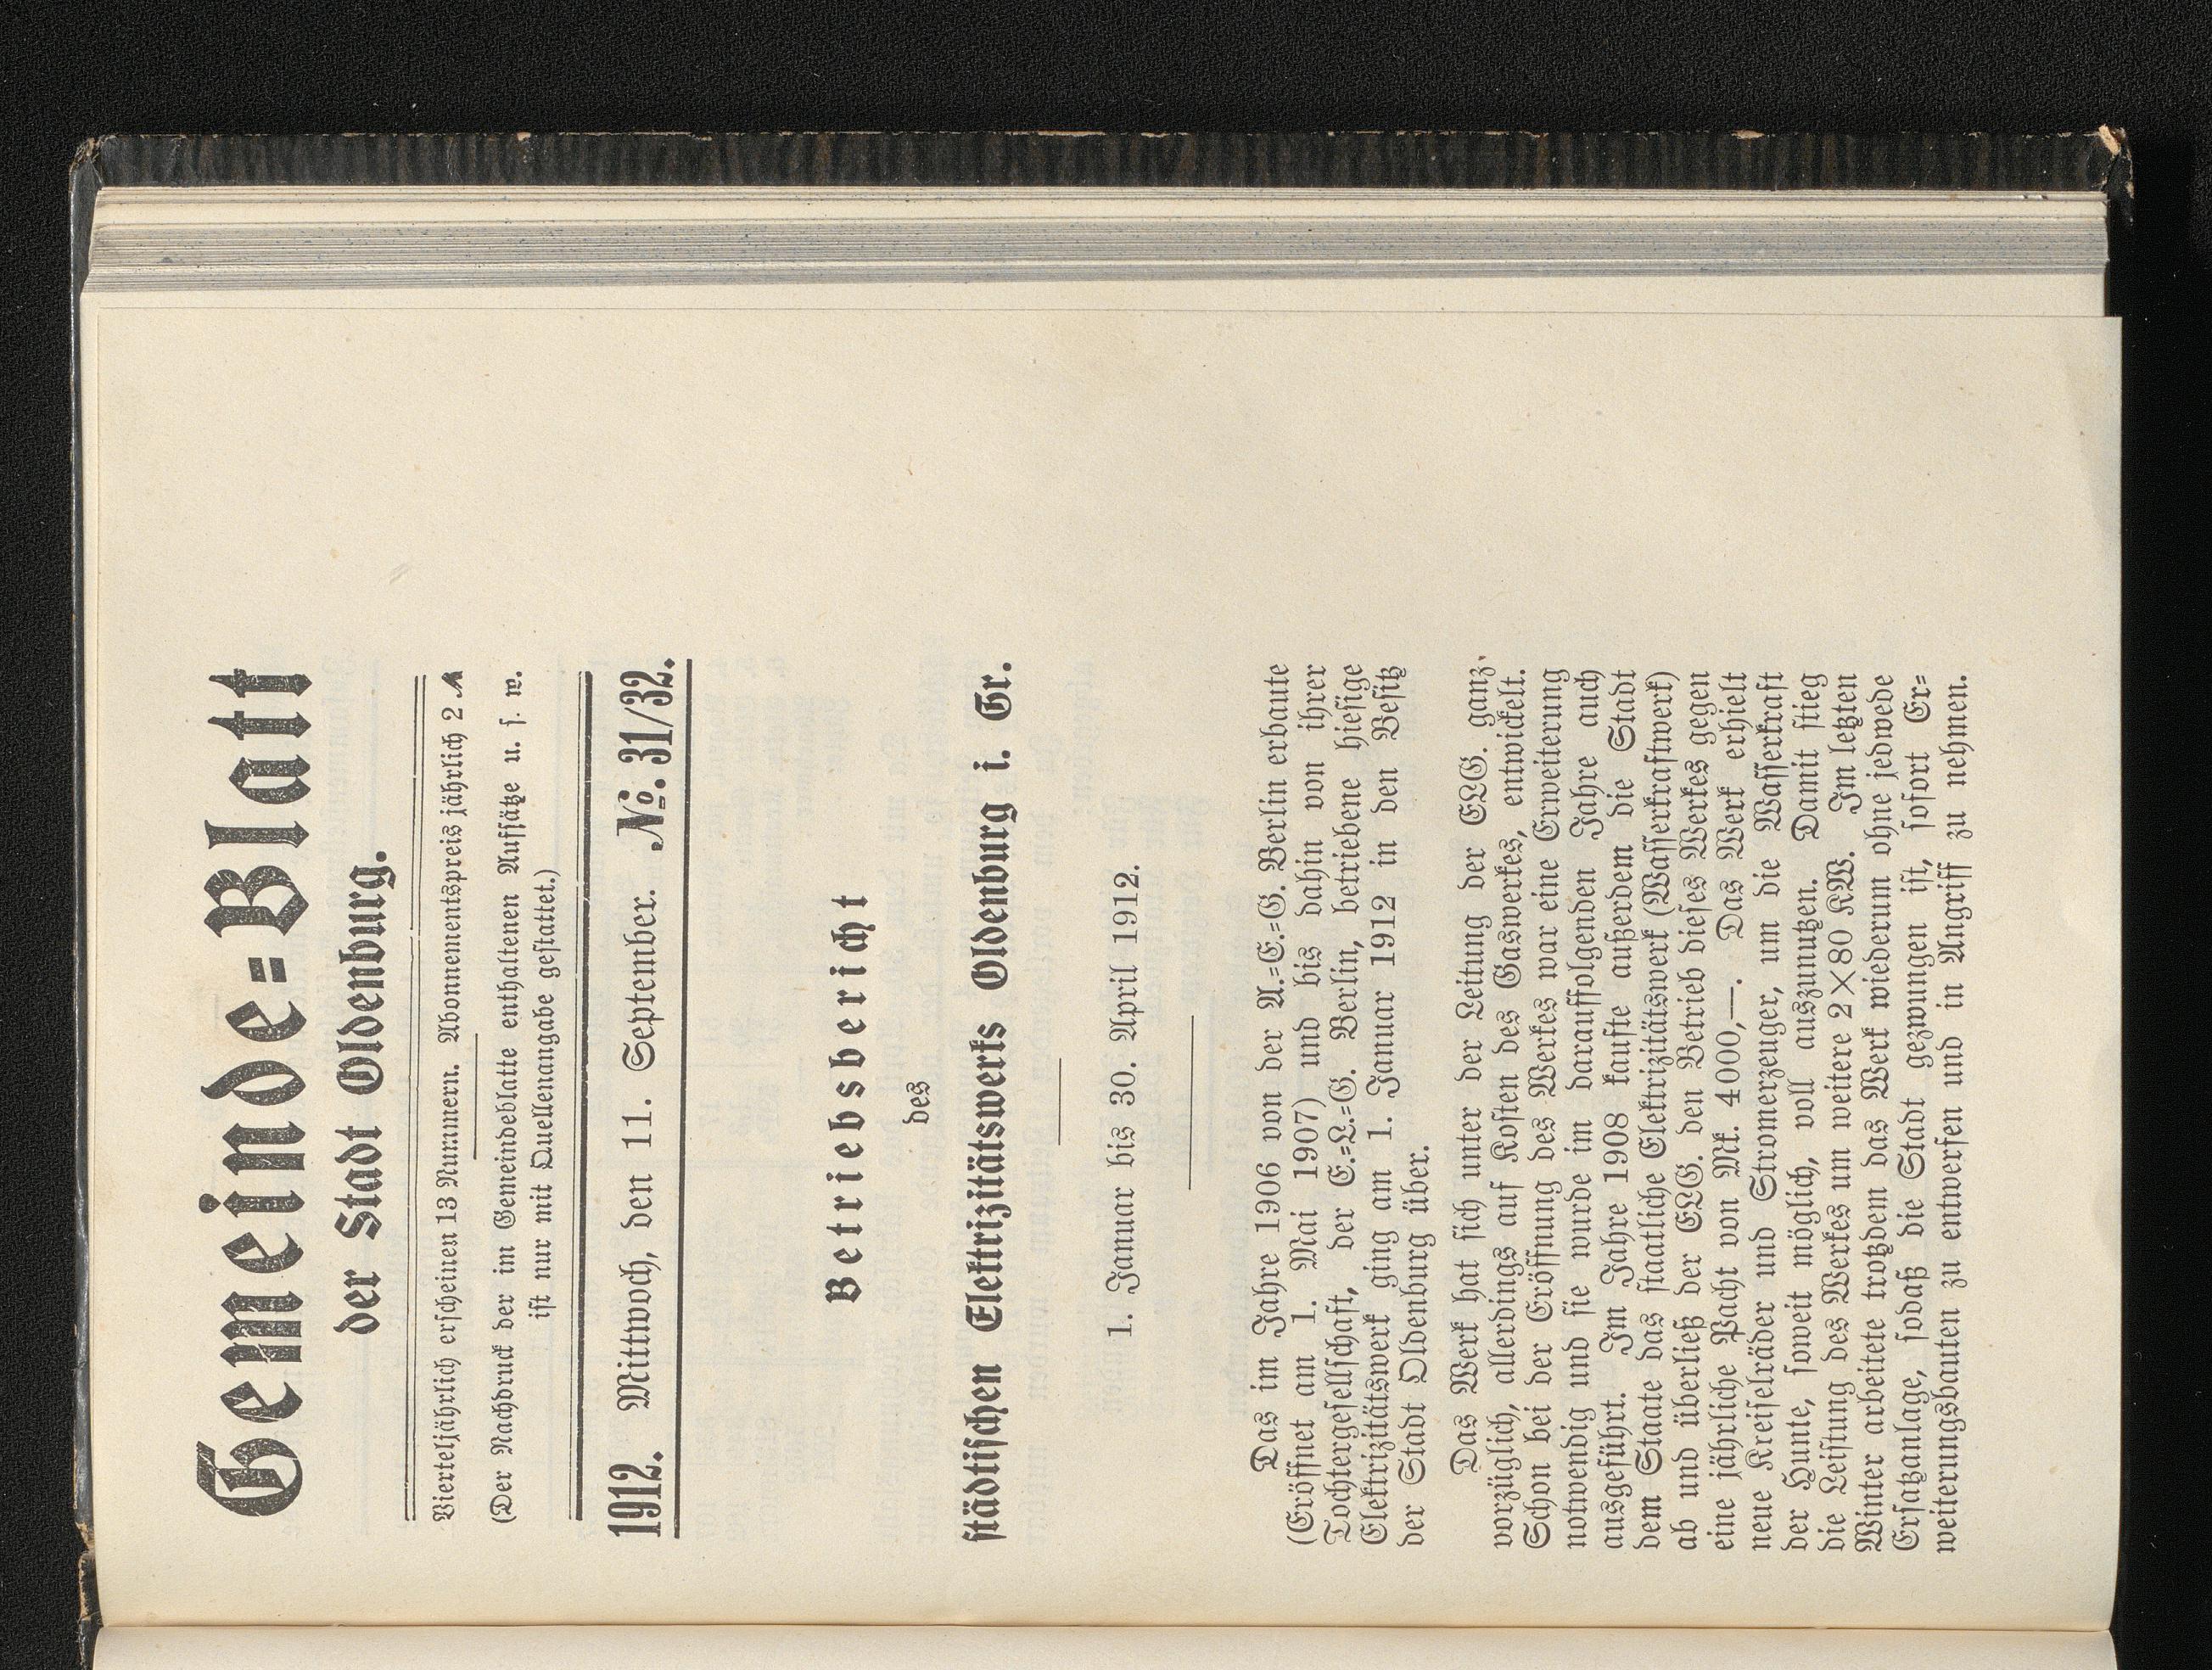 Gemeinde=Blatt
der Stadt Oldenburg.
Vierteljährlich erscheinen 13 Nummern. Abonnementspreis jährlich 2 ℳ
(Der Nachdruck der im Gemeindeblatte enthaltenen Aufsätze u. s. w.
ist nur mit Quellenangabe gestattet.)
1912. Mittwoch, den 11. September. №. 31/32.
Betriebsbericht
des
städtischen Elektrizitätswerks Oldenburg i. Gr.
1. Januar bis 30. April 1912.
Das im Jahre 1906 von der A.=E.=G. Berlin erbaute
(Eröffnet am 1. Mai 1907) und bis dahin von ihrer
Tochtergesellschaft, der E.=L.=G. Berlin, betriebene hiesige
Elektrizitätswerk ging am 1. Januar 1912 in den Besitz
der Stadt Oldenburg über.
Das Werk hat sich unter der Leitung der ELG. ganz
vorzüglich, allerdings auf Kosten des Gaswerkes, entwickelt.
Schon bei der Eröffnung des Werkes war eine Erweiterung
notwendig und sie wurde im darauffolgenden Jahre auch
ausgeführt. Im Jahre 1908 kaufte außerdem die Stadt
dem Staate das staatliche Elektrizitätswerk (Wasserkraftwerk)
ab und überließ der ELG. den Betrieb dieses Werkes gegen
eine jährliche Pacht von Mk. 4000,—. Das Werk erhielt
neue Kreiselräder und Stromerzeuger, um die Wasserkraft
der Hunte, soweit möglich, voll auszunutzen. Damit stieg
die Leistung des Werkes um weitere 2×80 KW. Im letzten
Winter arbeitete trotzdem das Werk wiederum ohne jedwede
Ersatzanlage, sodaß die Stadt gezwungen ist, sofort Er=
weiterungsbauten zu entwerfen und in Angriff zu nehmen.